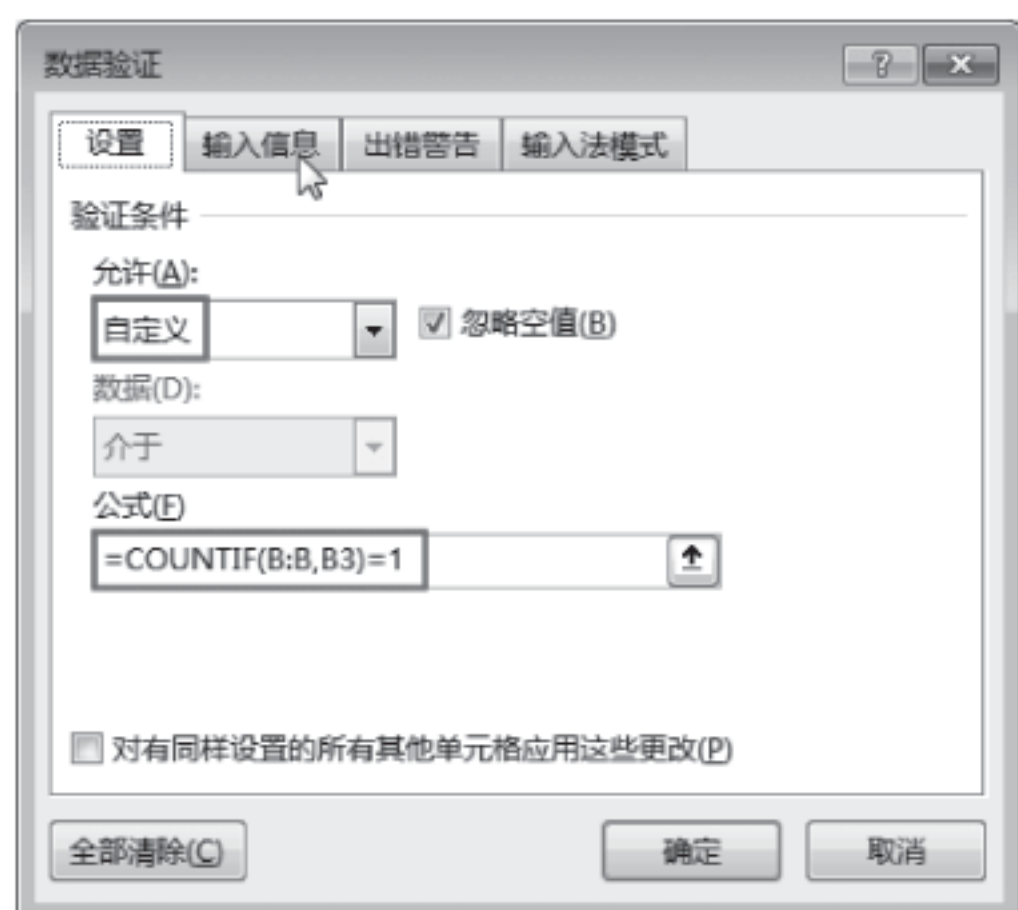 数据验证
设置 输入信息 出错警告 输入法模式
验证条件
允许(A):
自定义 忽略空值(B)
数据(D):
介于
公式(F)
=COUNTIF(B:B,B3)=1
对有同样设置的所有其他单元格应用这些更改(P)
全部清除(C) 确定 取消